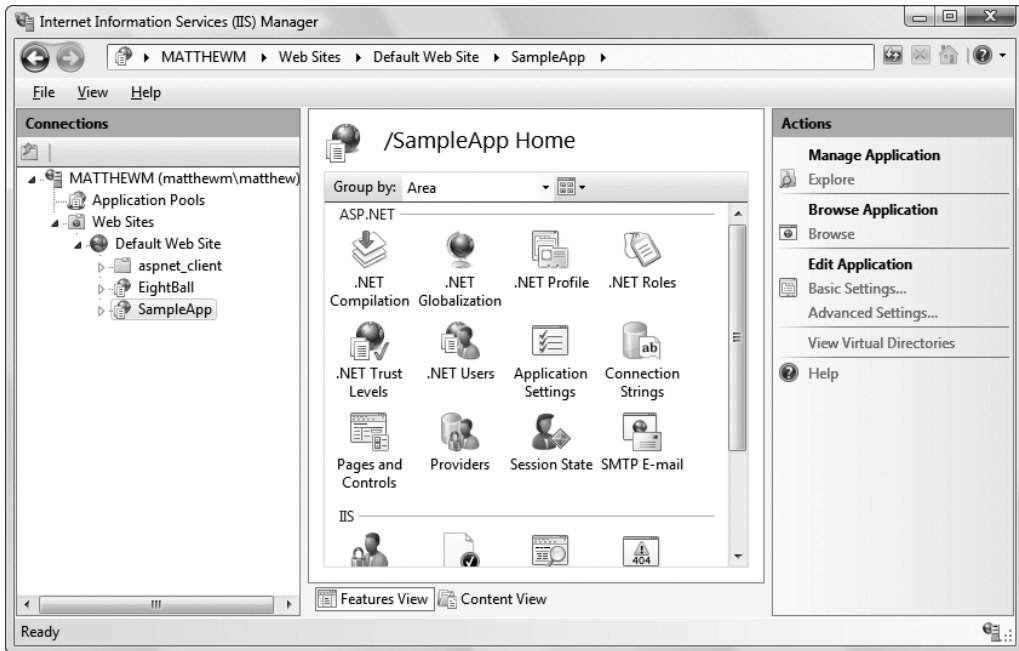 Internet Information Services (IIS) Manager
MATTHEWM Web Sites Default Web Site SampleApp
File View Help
Connections
MATTHEWM (matthewm\matthew)
Application Pools
Web Sites
Default Web Site
aspnet_client
EightBall
SampleApp
/SampleApp Home
Group by: Area
ASP.NET
.NET Compilation
.NET Globalization
.NET Profile
.NET Roles
.NET Trust Levels
.NET Users
Application Settings
Connection Strings
ab
Pages and Controls
Providers
Session State
SMTP E-mail
IIS
404
Features View
Content View
Actions
Manage Application
Explore
Browse Application
Browse
Edit Application
Basic Settings...
Advanced Settings...
View Virtual Directories
Help
Ready